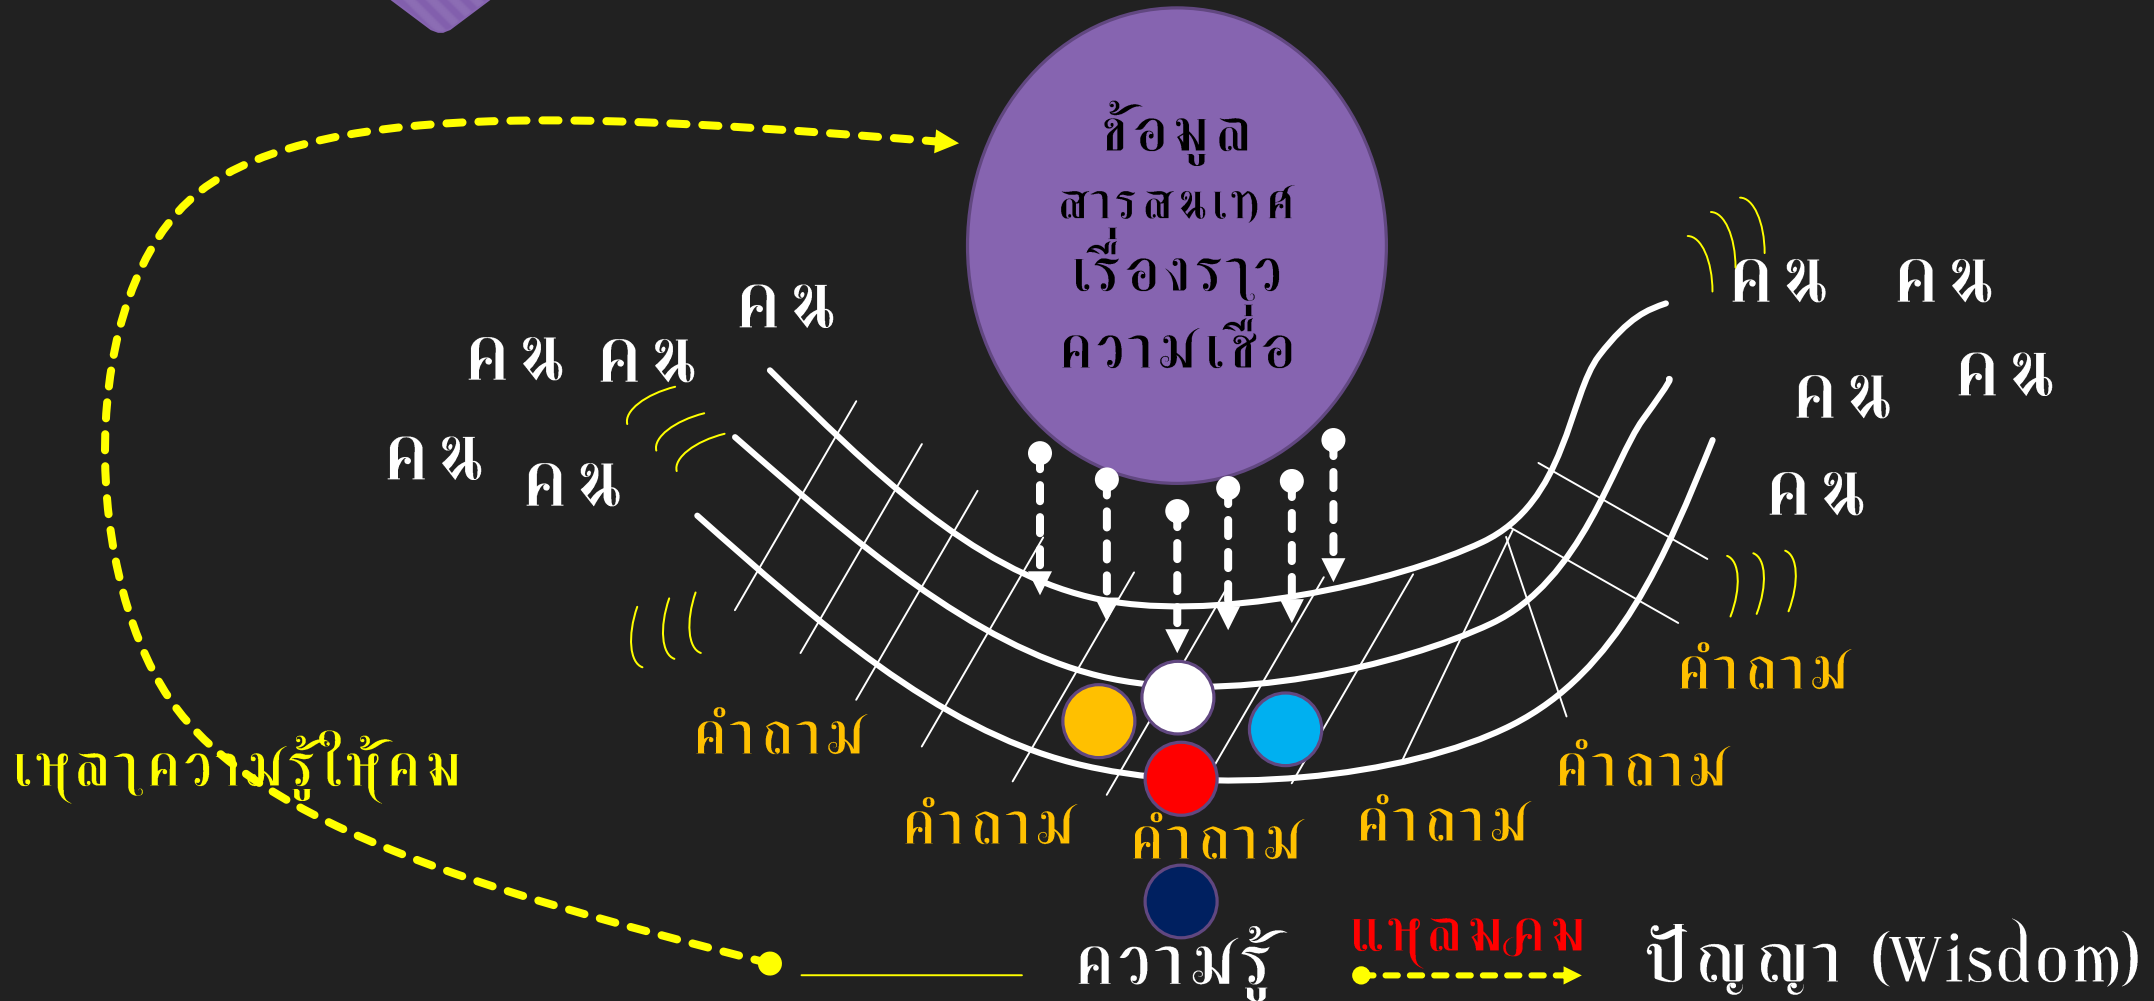 ข้อมูล
สารสนเทศ
เรื่องราว
ความเชื่อ
คน
คน คน
คน
คน
คน คน
คน
คน
คน
คำถาม
คำถาม
คำถาม
คำถาม
คำถาม
คำถาม
เหลาความรู้ให้คม
ความรู้
แหลมคม
ปัญญา (Wisdom)